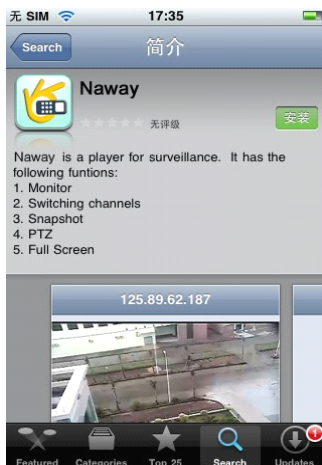 无 SIM 17:35
Search 简介
Naway
无评级 安装
Naway is a player for surveillance. It has the
following funtions:
1. Monitor
2. Switching channels
3. Snapshot
4. PTZ
5. Full Screen
125.89.62.187
1
Featured Categories Top 25 Search Updates